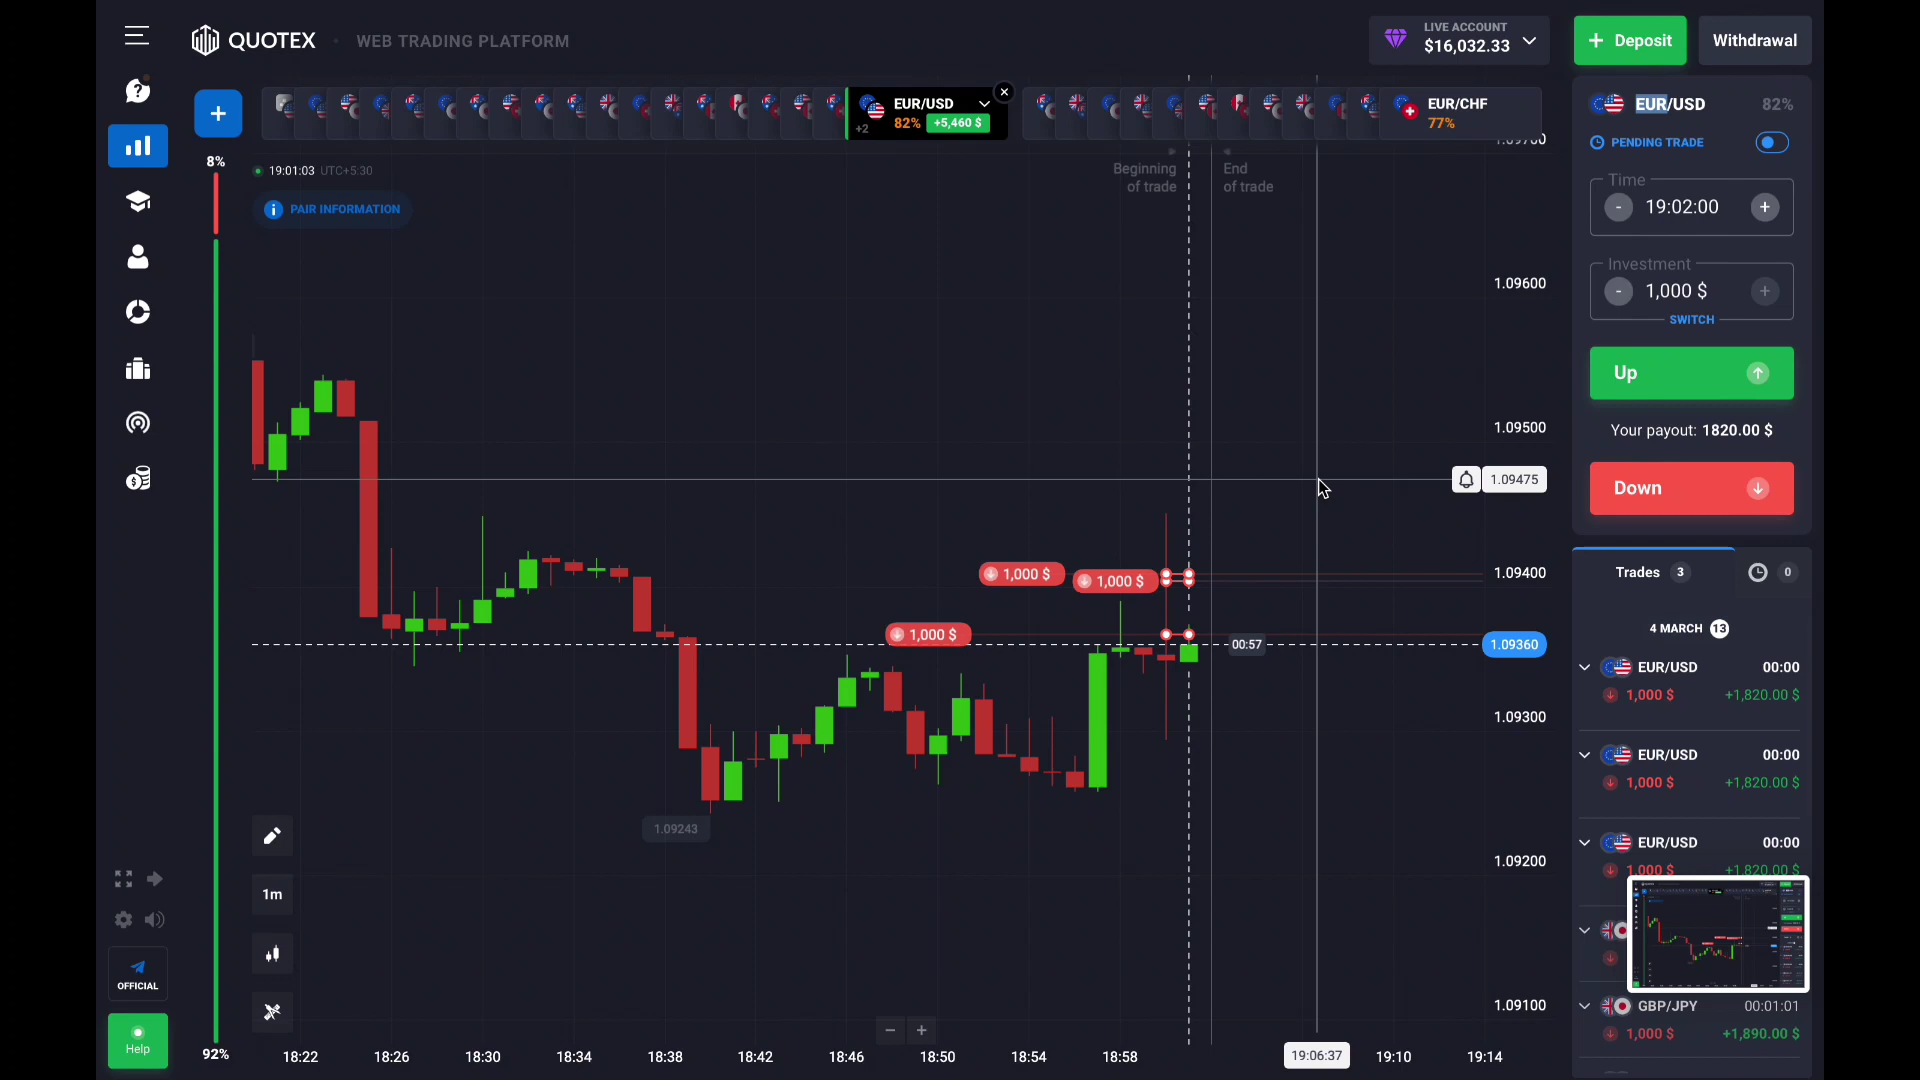 QUOTEX
WEB TRADING PLATFORM
LIVE ACCOUNT
$16,032.33
+ Deposit
Withdrawal
+
+2
EUR/USD
82%
+5,460 $
EUR/CHF
77%
8%
19:01:03 UTC+5:30
PAIR INFORMATION
Beginning
of trade
End
of trade
1.09700
1.09600
1.09500
1.09475
1.09400
1.09360
1.09300
1.09200
1.09100
1,000 $
1,000 $
1,000 $
00:57
1.09243
1m
OFFICIAL
Help
92%
18:22
18:26
18:30
18:34
18:38
18:42
18:46
18:50
18:54
18:58
19:06:37
19:10
19:14
EUR/USD 82%
PENDING TRADE
Time
- 19:02:00 +
Investment
- 1,000 $ +
SWITCH
Up
Your payout: 1820.00 $
Down
Trades 3
0
4 MARCH 13
EUR/USD 00:00
1,000 $ +1,820.00 $
EUR/USD 00:00
1,000 $ +1,820.00 $
EUR/USD 00:00
1,000 $ +1,820.00 $
GBP/JPY 00:01:01
1,000 $ +1,890.00 $